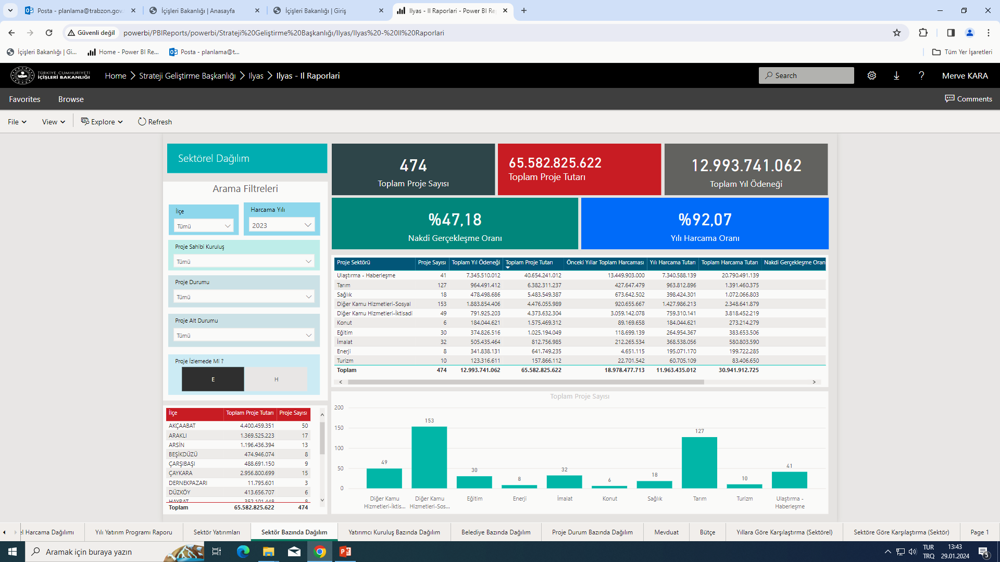 Posta - planlama@trabzon.gov.
İçişleri Bakanlığı | Anasayfa
İçişleri Bakanlığı | Giriş
Ilyas - Il Raporlari - Power BI Re
Güvenli değil
powerbi/PBIReports/powerbi/Strateji%20Geliştirme%20Başkanlığı/Ilyas/Ilyas%20-%20Il%20Raporlari
İçişleri Bakanlığı | Gi...
Home - Power BI Re...
Posta - planlama@t...
Tüm Yer İşaretleri
TÜRKİYE CUMHURİYETİ
İÇİŞLERİ BAKANLIĞI
Home > Strateji Geliştirme Başkanlığı > Ilyas > Ilyas - Il Raporlari
Search
?
Merve KARA
Favorites
Browse
Comments
File
View
Explore
Refresh
Sektörel Dağılım
474
Toplam Proje Sayısı
65.582.825.622
Toplam Proje Tutarı
12.993.741.062
Toplam Yıl Ödeneği
%47,18
Nakdi Gerçekleşme Oranı
%92,07
Yılı Harcama Oranı
Arama Filtreleri
İlçe
Tümü
Harcama Yılı
2023
Proje Sahibi Kuruluş
Tümü
Proje Durumu
Tümü
Proje Alt Durumu
Tümü
Proje İzlemede Mi ?
E
H
Proje Sektörü Proje Sayısı Toplam Yıl Ödeneği Toplam Proje Tutarı Önceki Yıllar Toplam Harcaması Yılı Harcama Tutarı Toplam Harcama Tutarı Nakdi Gerçekleşme Oran
Ulaştırma - Haberleşme 41 7.345.510.012 40.654.241.012 13.449.903.000 7.340.588.139 20.790.491.139
Tarım 127 964.491.412 6.382.311.237 427.647.479 963.812.896 1.391.460.375
Sağlık 18 478.498.686 5.483.549.387 673.642.502 398.424.301 1.072.066.803
Diğer Kamu Hizmetleri-Sosyal 153 1.883.854.406 4.476.055.989 920.655.667 1.427.986.213 2.348.641.879
Diğer Kamu Hizmetleri-İktisadi 49 791.925.203 4.373.632.304 3.059.142.078 759.310.141 3.818.452.219
Konut 6 184.044.621 1.575.469.312 89.169.658 184.044.621 273.214.279
Eğitim 30 374.826.516 1.025.194.049 118.699.139 264.954.367 383.653.506
İmalat 32 505.435.464 812.756.985 212.265.534 368.538.056 580.803.590
Enerji 8 341.838.131 641.749.235 4.651.115 195.071.170 199.722.285
Turizm 10 123.316.611 157.866.112 22.701.542 60.705.109 83.406.650
Toplam 474 12.993.741.062 65.582.825.622 18.978.477.713 11.963.435.012 30.941.912.725
İlçe Toplam Proje Tutarı Proje Sayısı
AKÇAABAT 4.400.459.351 50
ARAKLI 1.369.525.223 17
ARSİN 1.196.436.394 13
BEŞİKDÜZÜ 474.946.074 8
ÇARŞIBAŞI 488.691.150 9
ÇAYKARA 2.956.800.699 15
DERNEKPAZARI 11.795.601 3
DÜZKÖY 413.656.707 6
HAYRAT 352.101.448 8
Toplam 65.582.825.622 474
Toplam Proje Sayısı
200
150
100
50
0
49
153
30
8
32
6
18
127
10
41
Diğer Kamu Hizmetleri-İktis...
Diğer Kamu Hizmetleri-Sos...
Eğitim
Enerji
İmalat
Konut
Sağlık
Tarım
Turizm
Ulaştırma - Haberleşme
el Harcama Dağılımı
Yılı Yatırım Programı Raporu
Sektör Yatırımları
Sektör Bazında Dağılım
Yatırımcı Kuruluş Bazında Dağılım
Belediye Bazında Dağılım
Proje Durum Bazında Dağılım
Mevduat
Bütçe
Yıllara Göre Karşılaştırma (Sektörel)
Sektöre Göre Karşılaştırma (Sektör)
Page 1
Aramak için buraya yazın
TUR
TRQ
13:43
29.01.2024
5